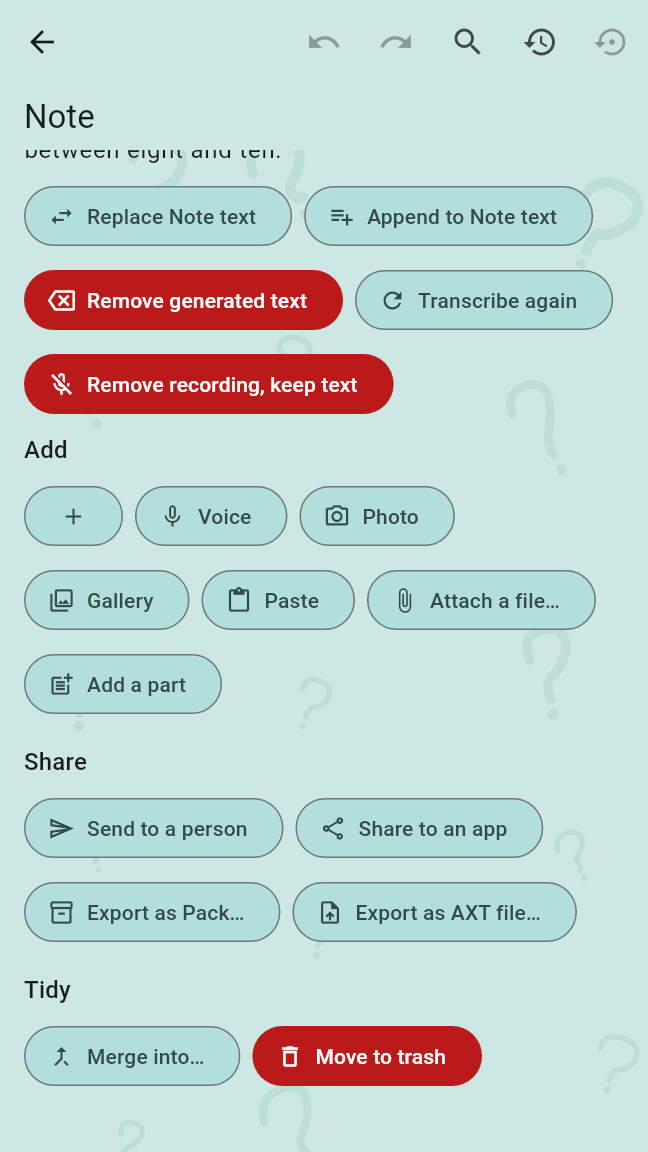 Note
between eight and ten.
Replace Note text
Append to Note text
Remove generated text
Transcribe again
Remove recording, keep text
Add
Voice
Photo
Gallery
Paste
Attach a file…
Add a part
Share
Send to a person
Share to an app
Export as Pack…
Export as AXT file…
Tidy
Merge into…
Move to trash